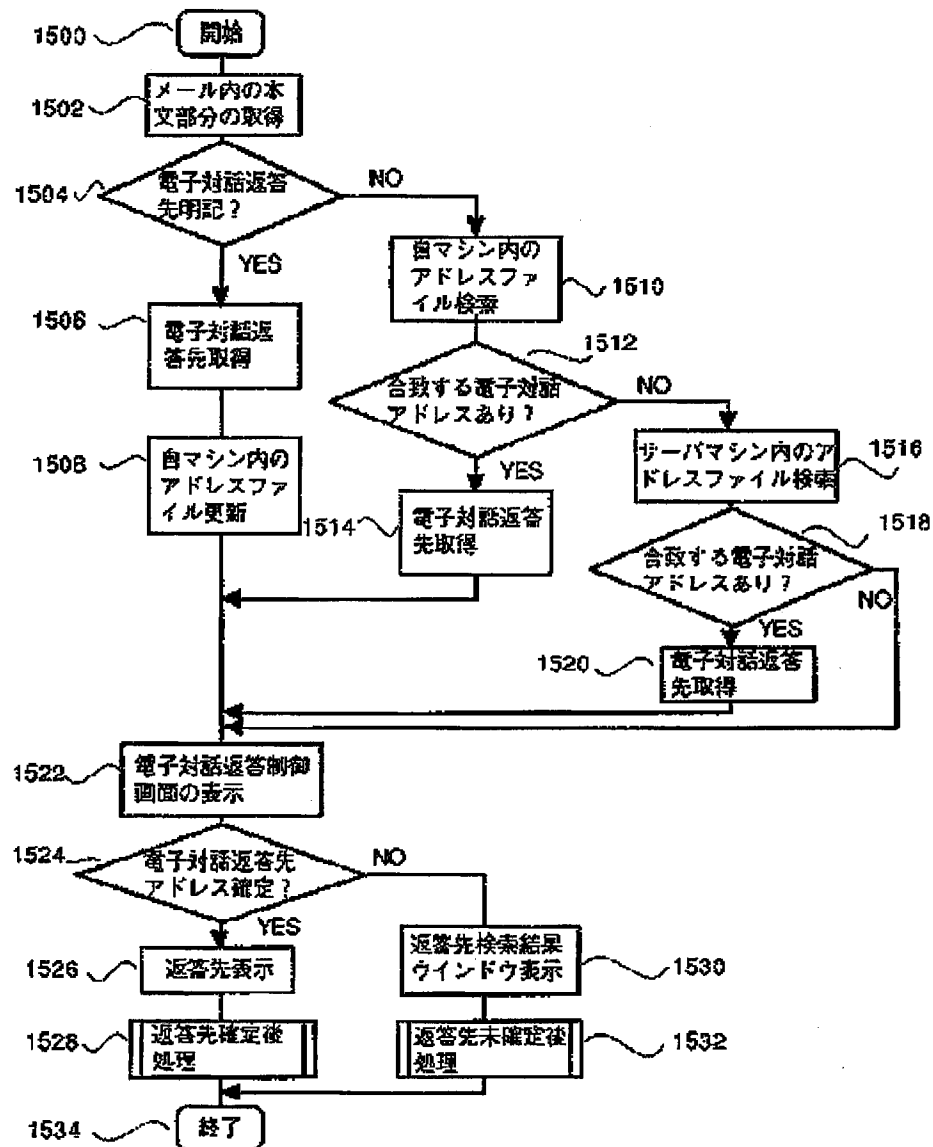 1500
開始
1502
メール内の本
文部分の取得
1504
電子対話返答
先明記？
NO
YES
1506
電子対話返
答先取得
1508
自マシン内の
アドレスファ
イル更新
自マシン内の
アドレスファ
イル検索
1510
1512
合致する電子対話
アドレスあり？
NO
YES
1514
電子対話返答
先取得
サーバマシン内のア
ドレスファイル検索
1516
1518
合致する電子対話
アドレスあり？
NO
YES
1520
電子対話返答
先取得
1522
電子対話返答制御
画面の表示
1524
電子対話返答先
アドレス確定？
NO
YES
1526
返答先表示
返答先検索結果
ウインドウ表示
1530
1528
返答先確定後
処理
返答先未確定後
処理
1532
1534
終了